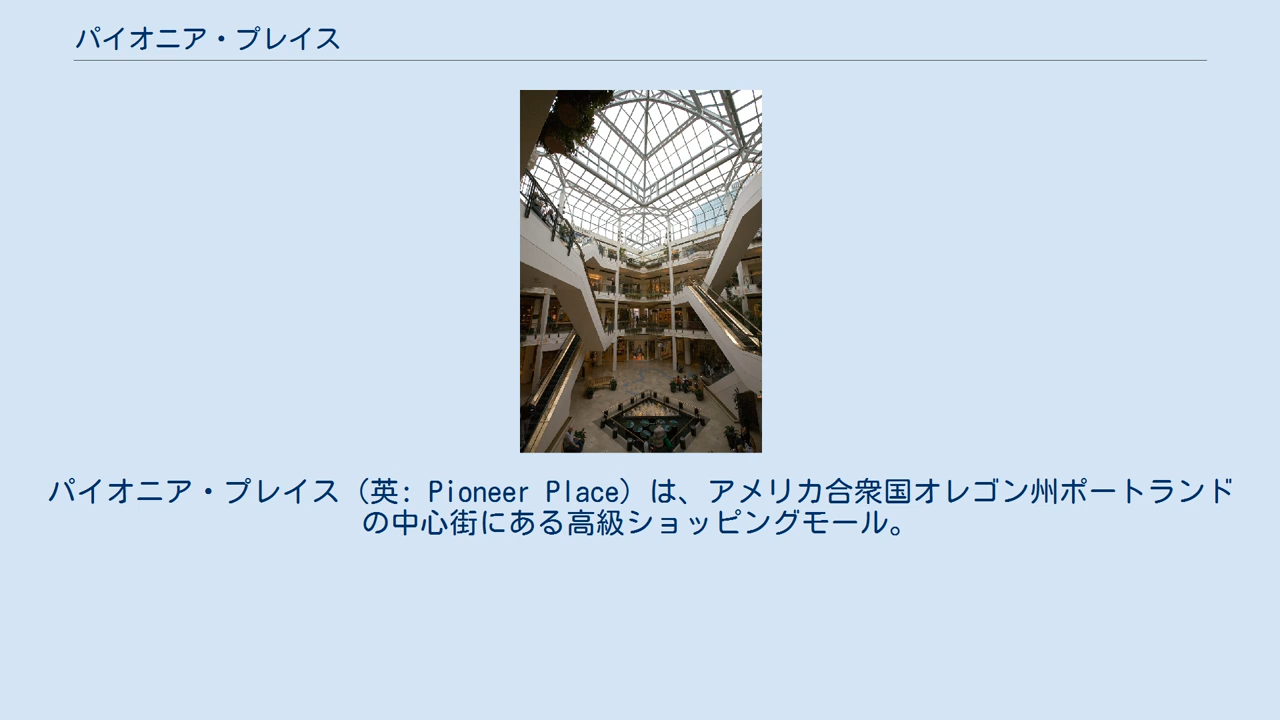 パイオニア・プレイス
パイオニア・プレイス（英: Pioneer Place）は、アメリカ合衆国オレゴン州ポートランド
の中心街にある高級ショッピングモール。